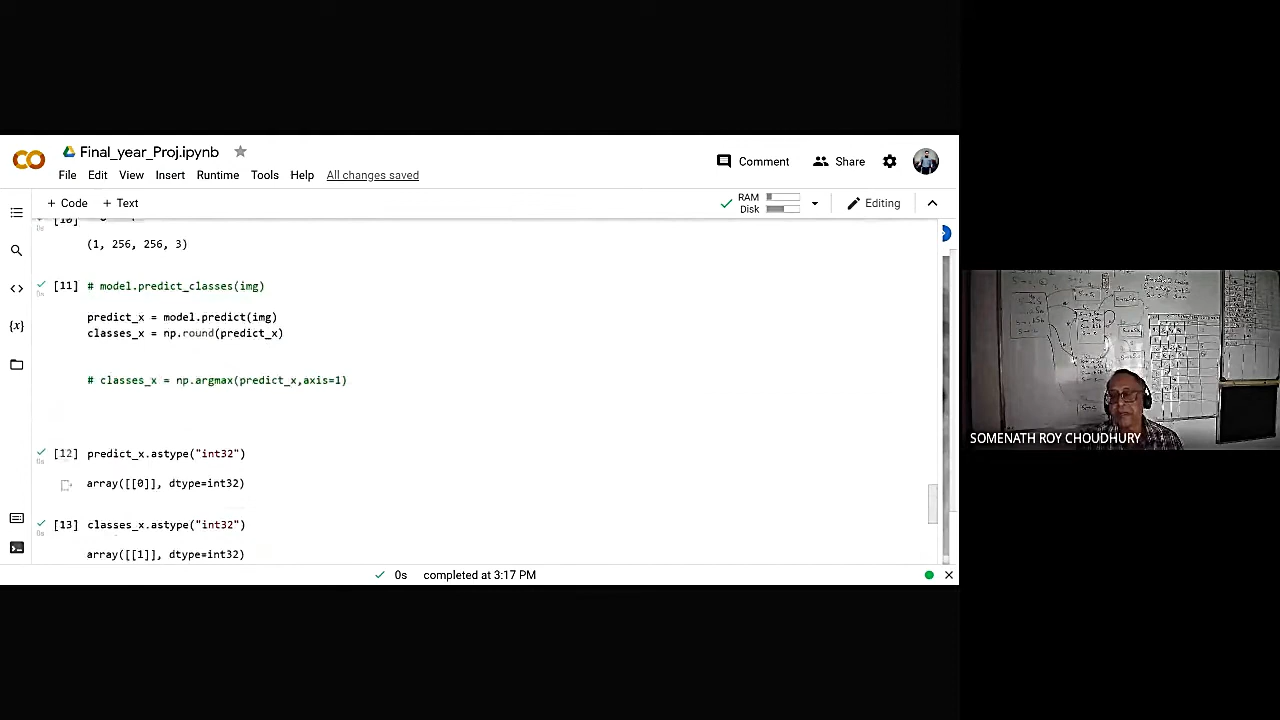 Final_year_Proj.ipynb
File Edit View Insert Format Runtime Tools Help All changes saved
Comment Share
+ Code + Text
RAM
Disk
Editing
[10]
(1, 256, 256, 3)
[11] # model.predict_classes(img)
predict_x = model.predict(img)
classes_x = np.round(predict_x)
# classes_x = np.argmax(predict_x,axis=1)
[12] predict_x.astype("int32")
array([[0]], dtype=int32)
[13] classes_x.astype("int32")
array([[1]], dtype=int32)
0s completed at 3:17 PM
SOMENATH ROY CHOUDHURY